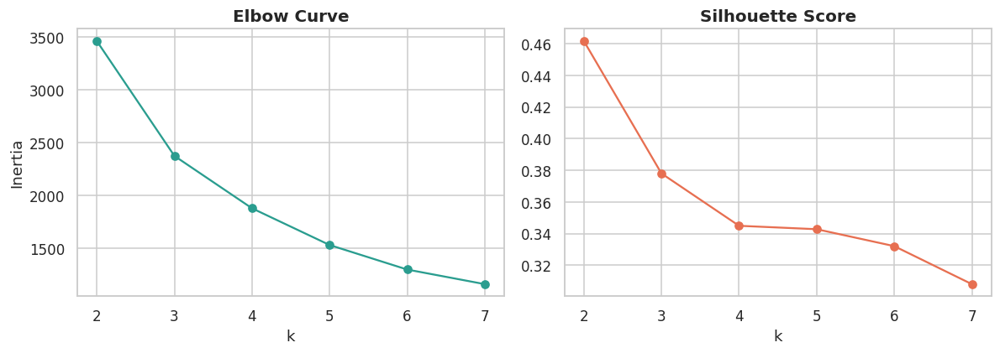 Elbow Curve
3500
3000
2500
2000
1500
Inertia
2 3 4 5 6 7
k
Silhouette Score
0.46
0.44
0.42
0.40
0.38
0.36
0.34
0.32
2 3 4 5 6 7
k